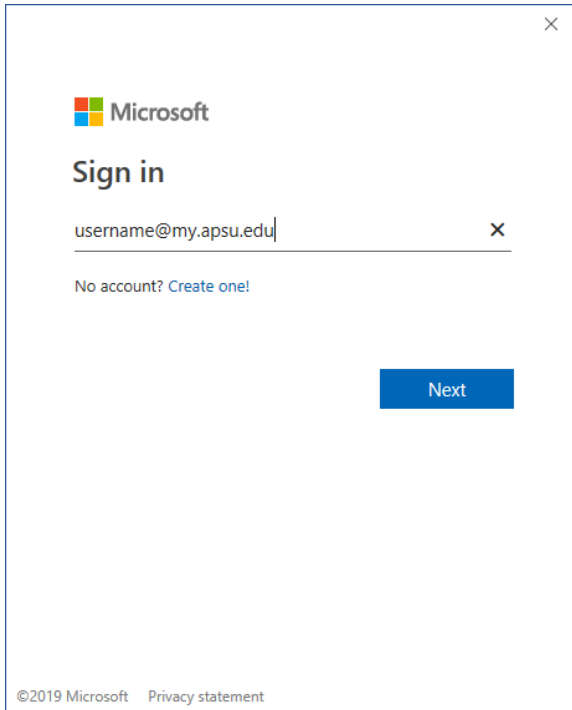 Microsoft
Sign in
username@my.apsu.edu
No account? Create one!
Next
©2019 Microsoft Privacy statement